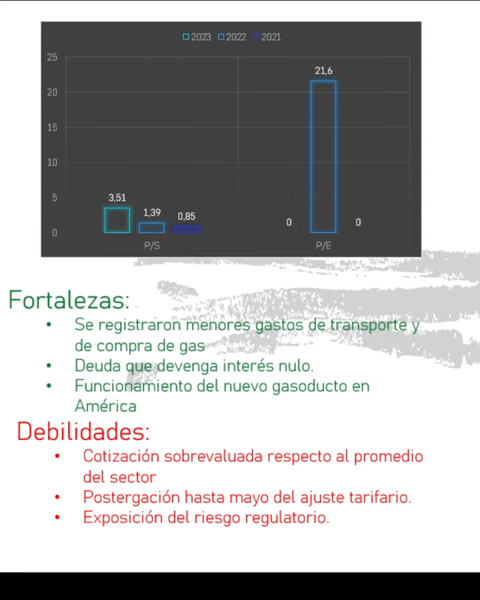 2023 2022 2021
25
20
15
10
5
0
3,51
1,39
0,85
0
21,6
0
P/S
P/E
Fortalezas:
• Se registraron menores gastos de transporte y
de compra de gas
• Deuda que devenga interés nulo.
• Funcionamiento del nuevo gasoducto en
América
Debilidades:
• Cotización sobrevaluada respecto al promedio
del sector
• Postergación hasta mayo del ajuste tarifario.
• Exposición del riesgo regulatorio.